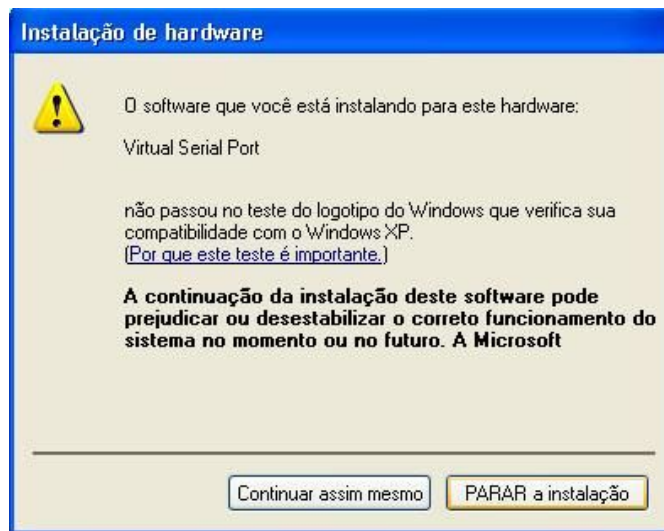 Instalação de hardware
O software que você está instalando para este hardware:
Virtual Serial Port
não passou no teste do logotipo do Windows que verifica sua
compatibilidade com o Windows XP.
(Por que este teste é importante.)
A continuação da instalação deste software pode
prejudicar ou desestabilizar o correto funcionamento do
sistema no momento ou no futuro. A Microsoft
Continuar assim mesmo PARAR a instalação